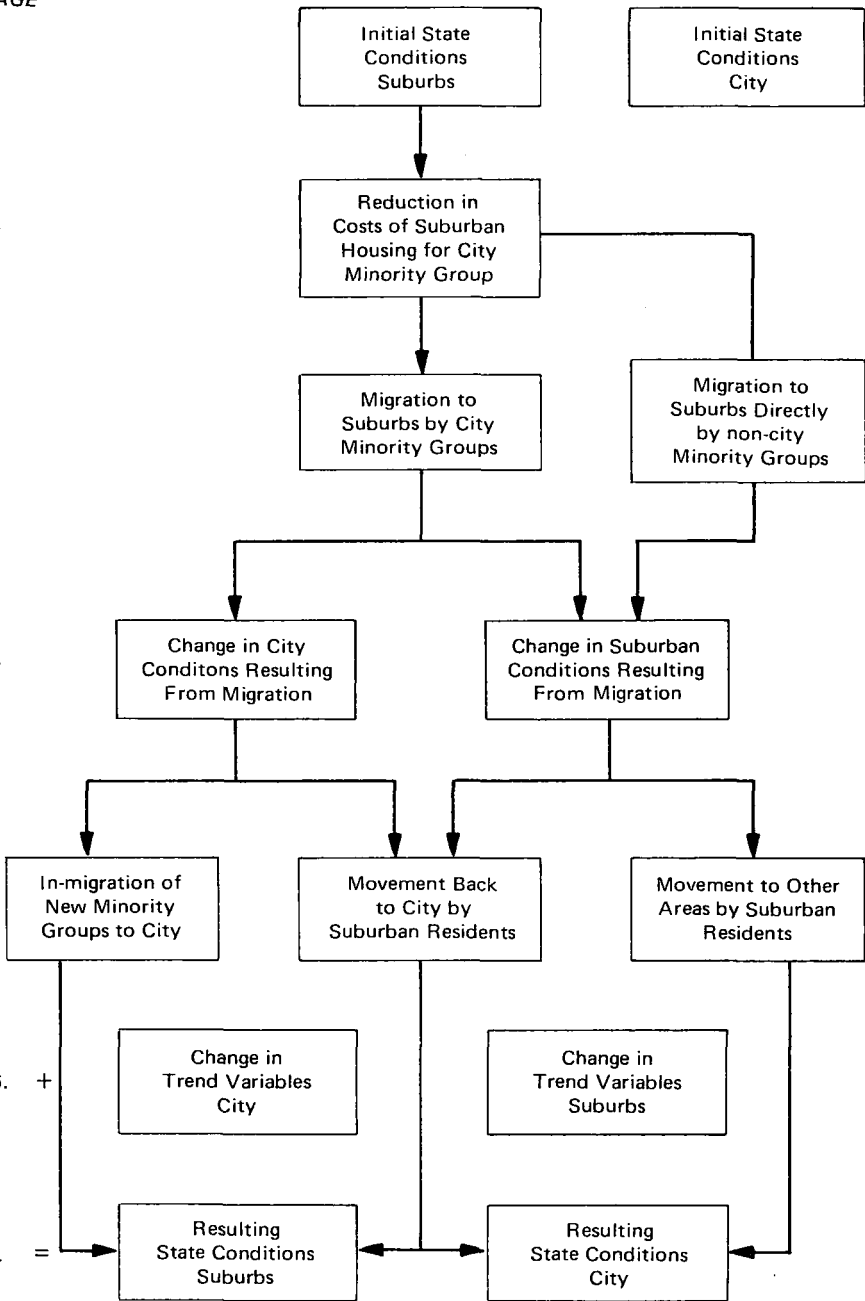 Initial State
Conditions
Suburbs
Initial State
Conditions
City
Reduction in
Costs of Suburban
Housing for City
Minority Group
Migration to
Suburbs by City
Minority Groups
Migration to
Suburbs Directly
by non-city
Minority Groups
Change in City
Conditons Resulting
From Migration
Change in Suburban
Conditions Resulting
From Migration
In-migration of
New Minority
Groups to City
Movement Back
to City by
Suburban Residents
Movement to Other
Areas by Suburban
Residents
+
Change in
Trend Variables
City
Change in
Trend Variables
Suburbs
=
Resulting
State Conditions
Suburbs
Resulting
State Conditions
City